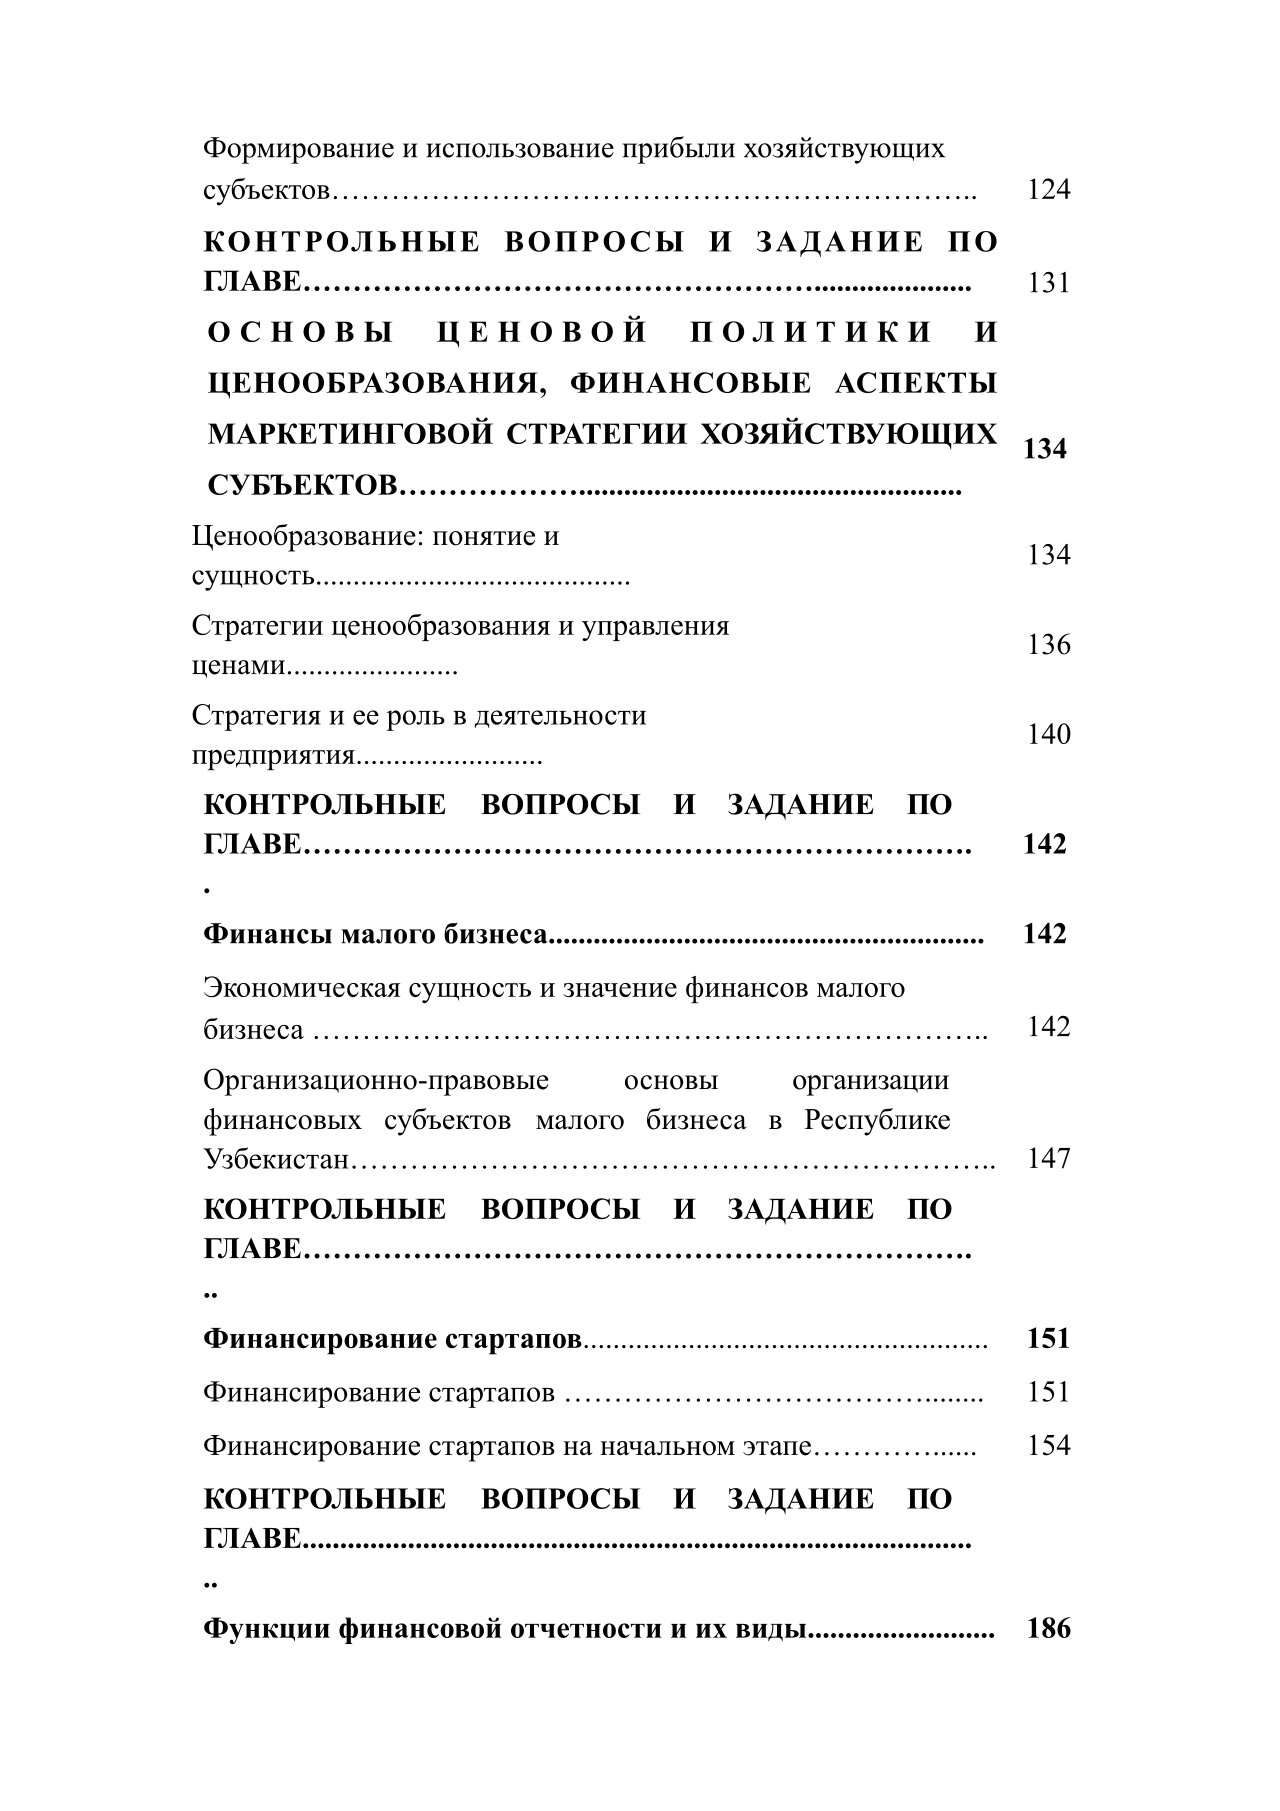 Формирование и использование прибыли хозяйствующих
субъектов……………………………………………………….. 124
КОНТРОЛЬНЫЕ ВОПРОСЫ И ЗАДАНИЕ ПО
ГЛАВЕ……………………………………………..................... 131
ОСНОВЫ ЦЕНОВОЙ ПОЛИТИКИ И
ЦЕНООБРАЗОВАНИЯ, ФИНАНСОВЫЕ АСПЕКТЫ
МАРКЕТИНГОВОЙ СТРАТЕГИИ ХОЗЯЙСТВУЮЩИХ
СУБЪЕКТОВ………………................................................... 134
Ценообразование: понятие и
сущность.......................................... 134
Стратегии ценообразования и управления
ценами....................... 136
Стратегия и ее роль в деятельности
предприятия......................... 140
КОНТРОЛЬНЫЕ ВОПРОСЫ И ЗАДАНИЕ ПО
ГЛАВЕ…………………………………………………………. 142
.
Финансы малого бизнеса.......................................................... 142
Экономическая сущность и значение финансов малого
бизнеса ………………………………………………………….. 142
Организационно-правовые основы организации
финансовых субъектов малого бизнеса в Республике
Узбекистан……………………………………………………….. 147
КОНТРОЛЬНЫЕ ВОПРОСЫ И ЗАДАНИЕ ПО
ГЛАВЕ………………………………………………………….
..
Финансирование стартапов...................................................... 151
Финансирование стартапов ………………………………........ 151
Финансирование стартапов на начальном этапе…………...... 154
КОНТРОЛЬНЫЕ ВОПРОСЫ И ЗАДАНИЕ ПО
ГЛАВЕ.........................................................................................
..
Функции финансовой отчетности и их виды......................... 186